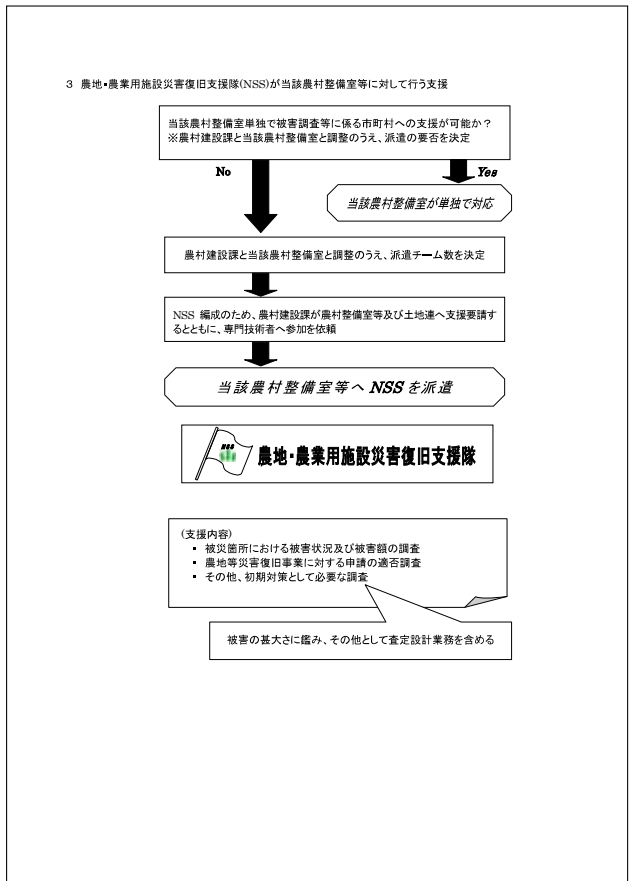 3 農地・農業用施設災害復旧支援隊(NSS)が当該農村整備室等に対して行う支援
当該農村整備室単独で被害調査等に係る市町村への支援が可能か？
※農村建設課と当該農村整備室と調整のうえ、派遣の要否を決定
No
Yes
当該農村整備室が単独で対応
農村建設課と当該農村整備室と調整のうえ、派遣チーム数を決定
NSS 編成のため、農村建設課が農村整備室等及び土地連へ支援要請す
るとともに、専門技術者へ参加を依頼
当該農村整備室等へ NSS を派遣
NSS
農地・農業用施設災害復旧支援隊
(支援内容)
▪ 被災箇所における被害状況及び被害額の調査
▪ 農地等災害復旧事業に対する申請の適否調査
▪ その他、初期対策として必要な調査
被害の甚大さに鑑み、その他として査定設計業務を含める